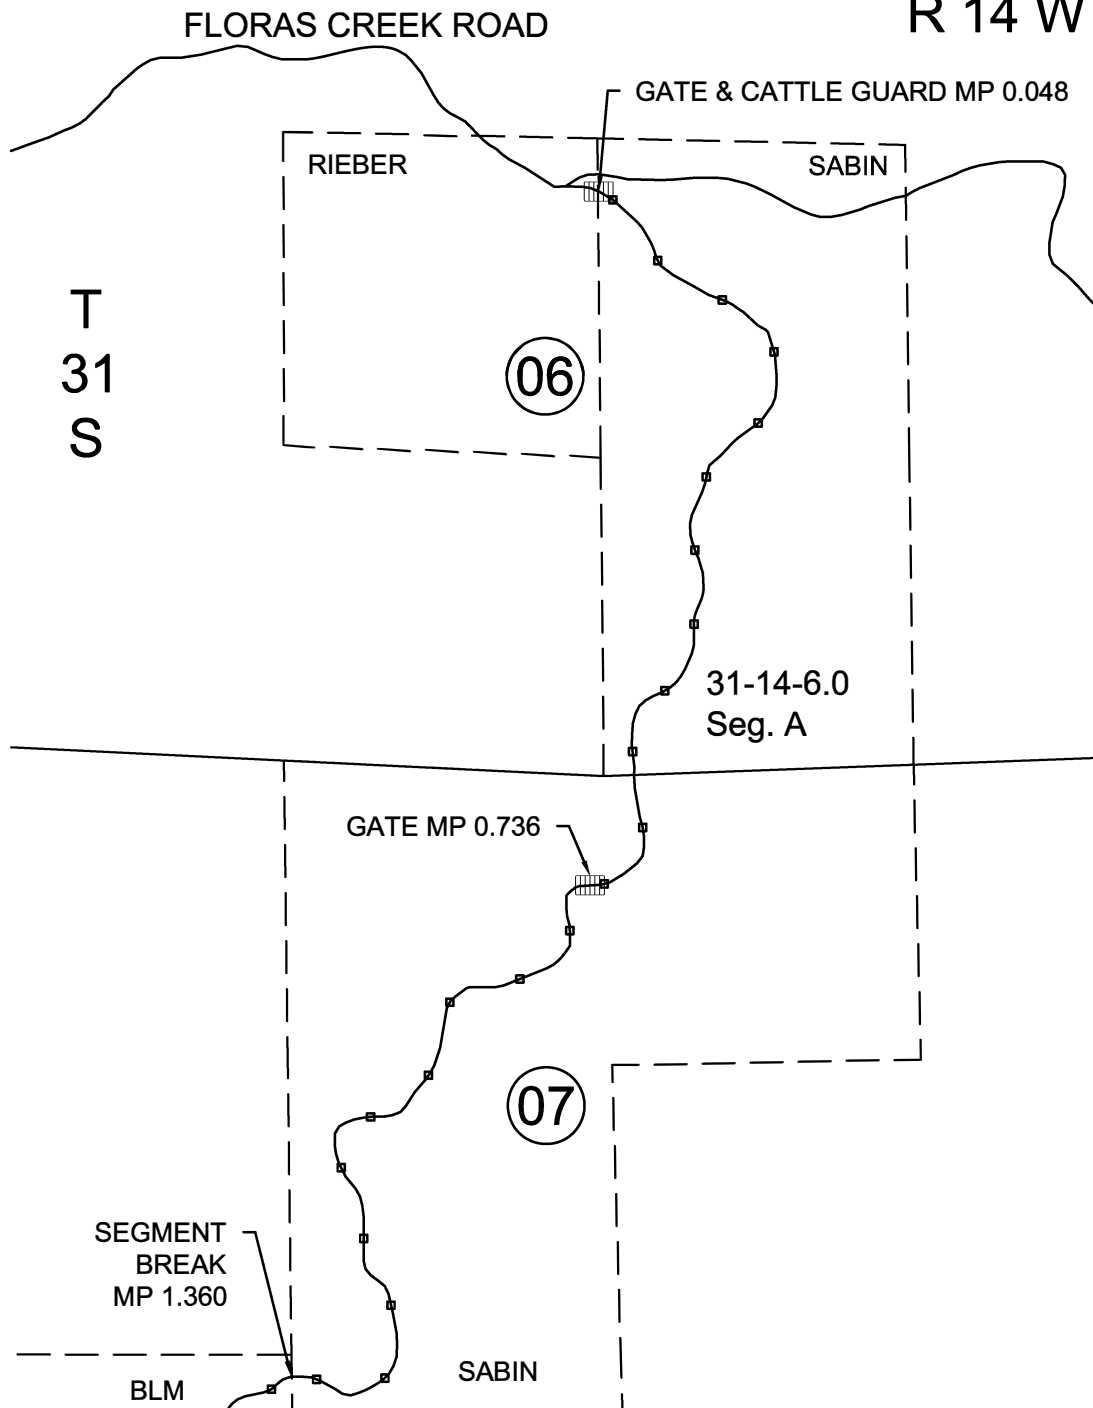 FLORAS CREEK ROAD
R 14 W
GATE & CATTLE GUARD MP 0.048
RIEBER
SABIN
T
31
S
06
31-14-6.0
Seg. A
GATE MP 0.736
07
SEGMENT
BREAK
MP 1.360
SABIN
BLM